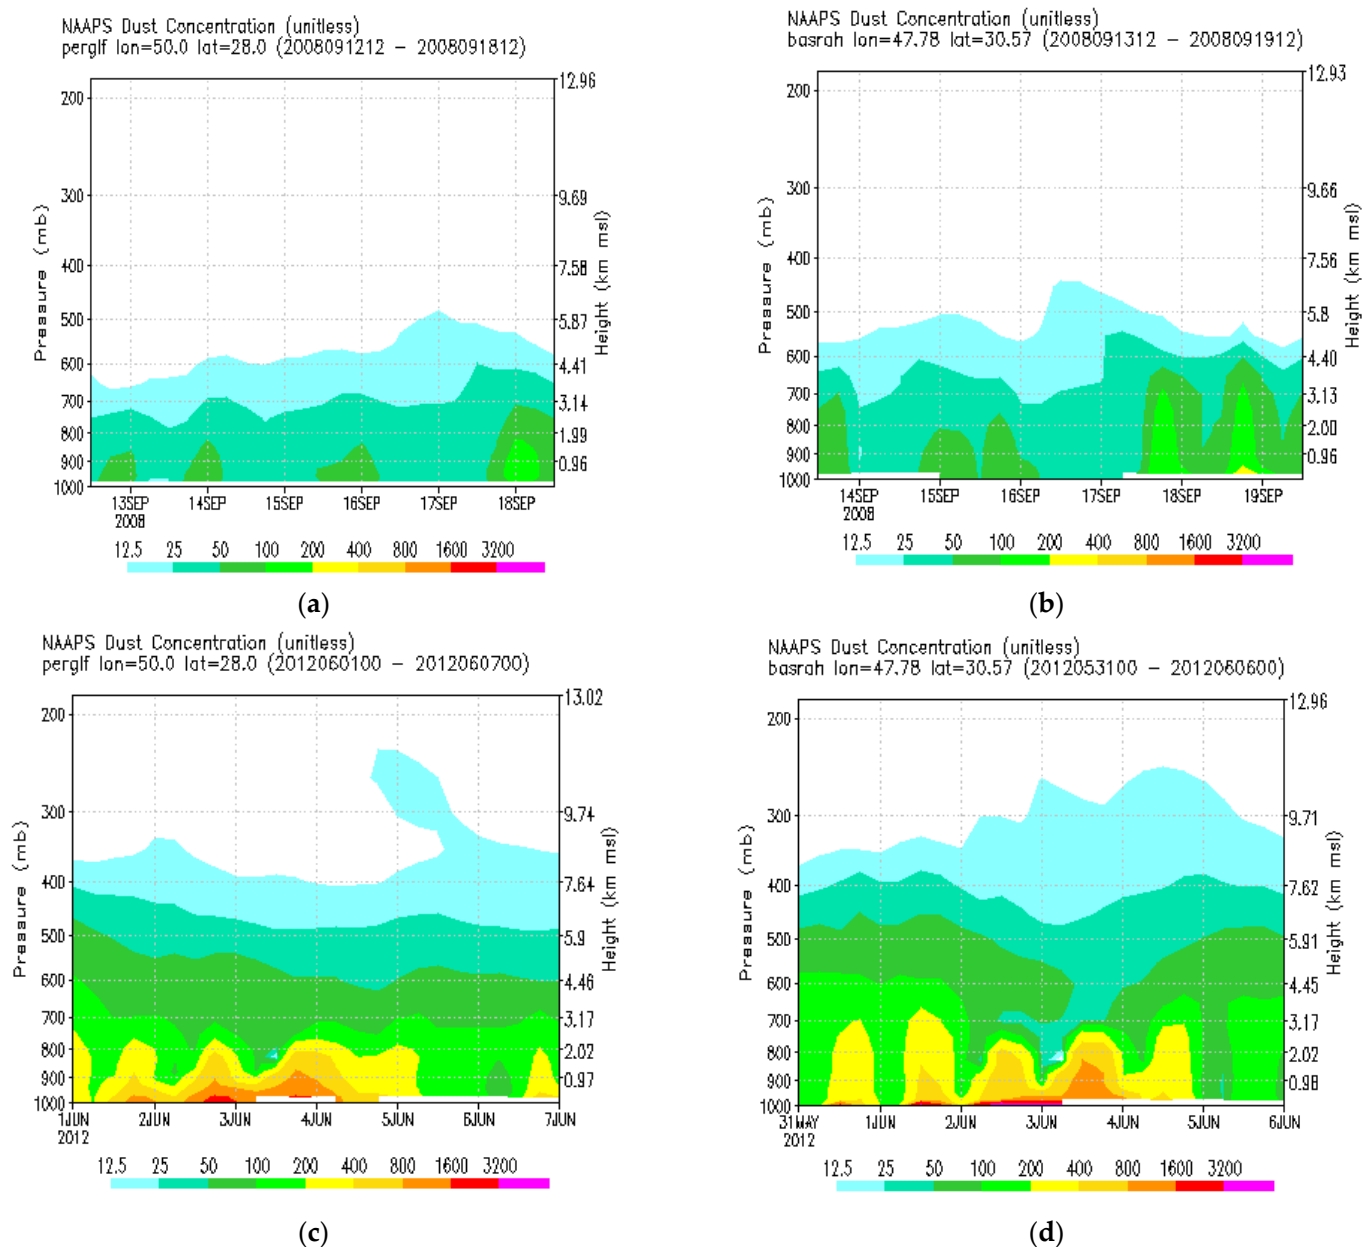 NAAPS Dust Concentration (unitless)
perglf lon=50.0 lat=28.0 (2008091212 - 2008091812)
12.96
200
300
9.69
400
7.58
500
5.87
600
4.41
700
3.14
800
1.99
900
0.96
1000
Pressure (mb)
Height (km msl)
13SEP 14SEP 15SEP 16SEP 17SEP 18SEP
2008
12.5 25 50 100 200 400 800 1600 3200
(a)
NAAPS Dust Concentration (unitless)
basrah lon=47.78 lat=30.57 (2008091312 - 2008091912)
12.93
200
300
9.66
400
7.56
500
5.8
600
4.40
700
3.13
800
2.00
900
0.96
1000
Pressure (mb)
Height (km msl)
14SEP 15SEP 16SEP 17SEP 18SEP 19SEP
2008
12.5 25 50 100 200 400 800 1600 3200
(b)
NAAPS Dust Concentration (unitless)
perglf lon=50.0 lat=28.0 (2012060100 - 2012060700)
13.02
200
300
9.74
400
7.64
500
5.9
600
4.46
700
3.17
800
2.02
900
0.97
1000
Pressure (mb)
Height (km msl)
1JUN 2JUN 3JUN 4JUN 5JUN 6JUN 7JUN
2012
12.5 25 50 100 200 400 800 1600 3200
(c)
NAAPS Dust Concentration (unitless)
basrah lon=47.78 lat=30.57 (2012053100 - 2012060600)
12.96
200
300
9.71
400
7.62
500
5.91
600
4.45
700
3.17
800
2.02
900
0.98
1000
Pressure (mb)
Height (km msl)
31MAY 1JUN 2JUN 3JUN 4JUN 5JUN 6JUN
2012
12.5 25 50 100 200 400 800 1600 3200
(d)